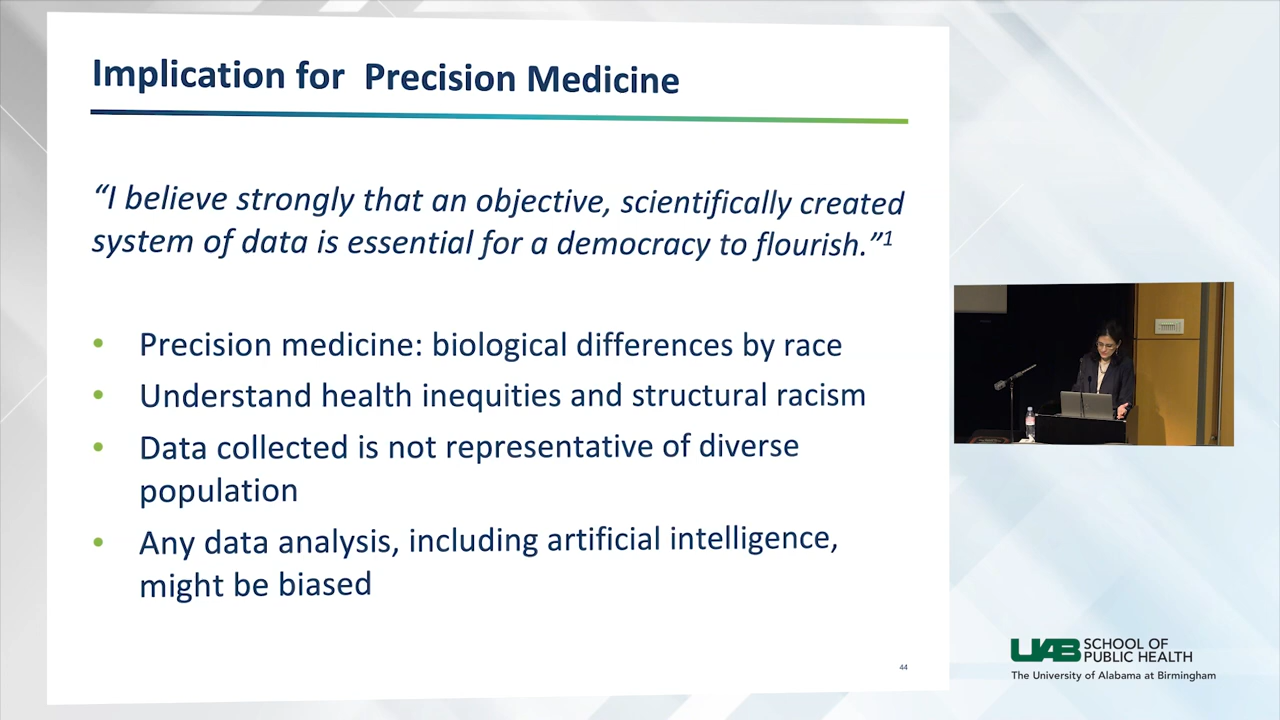 Implication for Precision Medicine
“I believe strongly that an objective, scientifically created
system of data is essential for a democracy to flourish.”1
• Precision medicine: biological differences by race
• Understand health inequities and structural racism
• Data collected is not representative of diverse
population
• Any data analysis, including artificial intelligence,
might be biased
44
UAB SCHOOL OF
PUBLIC HEALTH
The University of Alabama at Birmingham